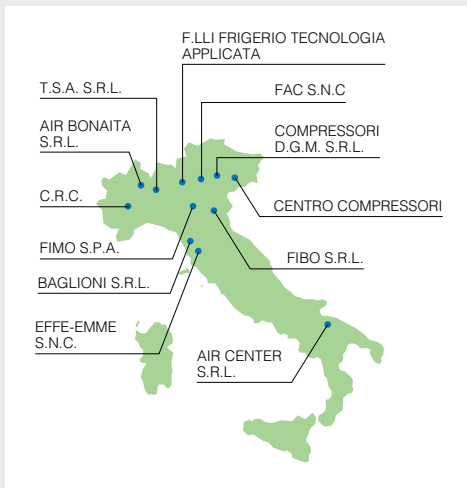 F.LLI FRIGERIO TECNOLOGIA
APPLICATA
T.S.A. S.R.L.
FAC S.N.C
AIR BONAITA
S.R.L.
COMPRESSORI
D.G.M. S.R.L.
C.R.C.
CENTRO COMPRESSORI
FIMO S.P.A.
FIBO S.R.L.
BAGLIONI S.R.L.
EFFE-EMME
S.N.C.
AIR CENTER
S.R.L.